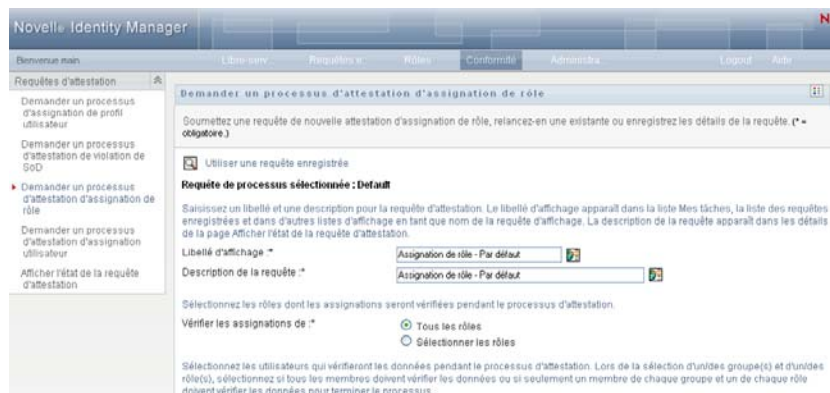 Novell® Identity Manager
N
Bienvenue main
Libre-serv...
Requêtes e...
Rôles
Conformité
Administra...
Logout
Aide
Requêtes d'attestation
Demander un processus
d'assignation de profil
utilisateur
Demander un processus
d'attestation de violation de
SoD
Demander un processus
d'attestation d'assignation de
rôle
Demander un processus
d'attestation d'assignation
utilisateur
Afficher l'état de la requête
d'attestation
Demander un processus d'attestation d'assignation de rôle
Soumettez une requête de nouvelle attestation d'assignation de rôle, relancez-en une existante ou enregistrez les détails de la requête. (* =
obligatoire.)
Utiliser une requête enregistrée
Requête de processus sélectionnée : Default
Saisissez un libellé et une description pour la requête d'attestation. Le libellé d'affichage apparaît dans la liste Mes tâches, la liste des requêtes
enregistrées et dans d'autres listes d'affichage en tant que nom de la requête d'affichage. La description de la requête apparaît dans les détails
de la page Afficher l'état de la requête d'attestation.
Libellé d'affichage :*
Assignation de rôle - Par défaut
Description de la requête :*
Assignation de rôle - Par défaut
Sélectionnez les rôles dont les assignations seront vérifiées pendant le processus d'attestation.
Vérifier les assignations de :*
Tous les rôles
Sélectionner les rôles
Sélectionnez les utilisateurs qui vérifieront les données pendant le processus d'attestation. Lors de la sélection d'un/des groupe(s) et d'un/des
rôle(s), sélectionnez si tous les membres doivent vérifier les données ou si seulement un membre de chaque groupe et un de chaque rôle
doivent vérifier les données pour terminer le processus.